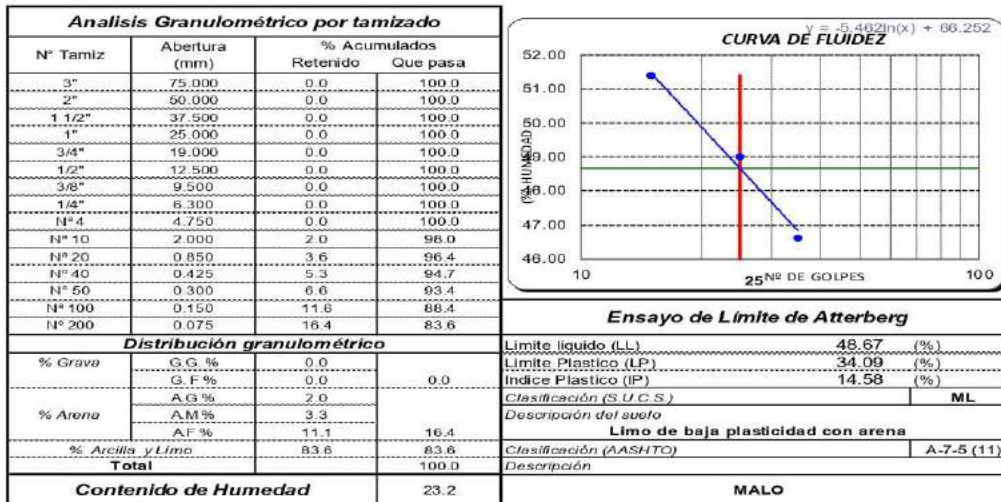 Analisis Granulométrico por tamizado
N° Tamiz Abertura (mm) % Acumulados
Retenido Que pasa
3" 75.000 0.0 100.0
2" 50.000 0.0 100.0
1 1/2" 37.500 0.0 100.0
1" 25.000 0.0 100.0
3/4" 19.000 0.0 100.0
1/2" 12.500 0.0 100.0
3/8" 9.500 0.0 100.0
1/4" 6.300 0.0 100.0
Nº 4 4.750 0.0 100.0
Nª 10 2.000 2.0 98.0
Nº 20 0.850 3.6 96.4
Nº 40 0.425 5.3 94.7
Nº 50 0.300 6.6 93.4
Nª 100 0.150 11.6 88.4
Nº 200 0.075 16.4 83.6
Distribución granulométrico
% Grava G.G. % 0.0
G. F % 0.0 0.0
% Arena A.G % 2.0
A.M % 3.3
A.F % 11.1 16.4
% Arcilla y Limo 83.6 83.6
Total 100.0
Contenido de Humedad 23.2
y = -5.462ln(x) + 66.252
CURVA DE FLUIDEZ
52.00
51.00
50.00
49.00
48.00
47.00
46.00
(%) HUMEDAD
10 25 Nº DE GOLPES 100
Ensayo de Límite de Atterberg
Limite liquido (LL) 48.67 (%)
Limite Plastico (LP) 34.09 (%)
Indice Plastico (IP) 14.58 (%)
Clasificación (S.U.C.S.) ML
Descripción del suelo
Limo de baja plasticidad con arena
Clasificación (AASHTO) A-7-5 (11)
Descripción
MALO